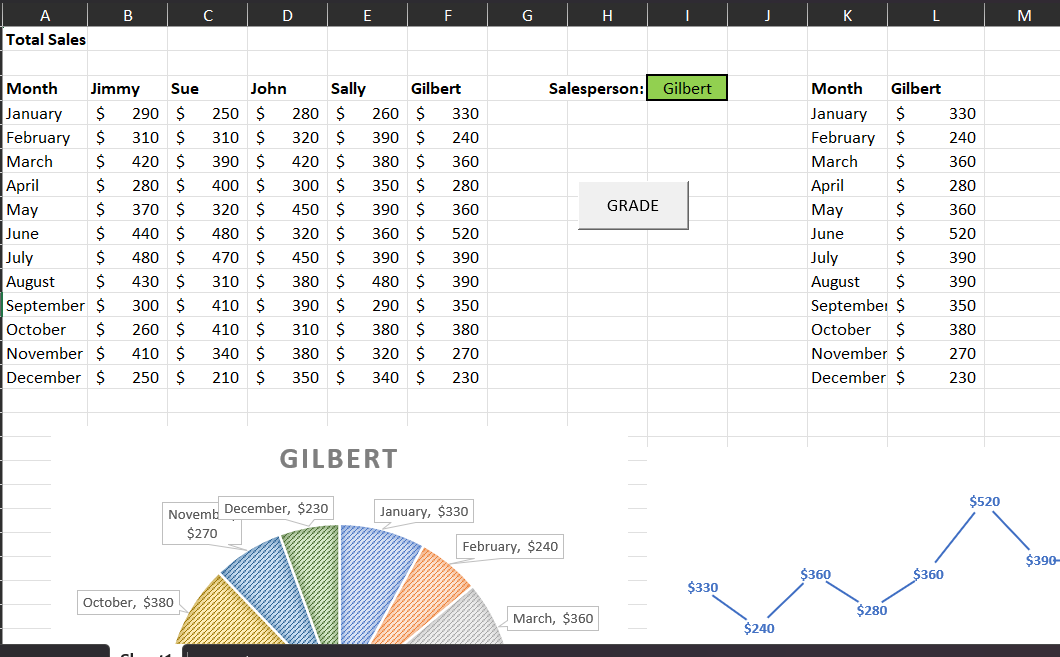 A B C D E F G H I J K L M
Total Sales
Month Jimmy Sue John Sally Gilbert Salesperson: Gilbert Month Gilbert
January $ 290 $ 250 $ 280 $ 260 $ 330 January $ 330
February $ 310 $ 310 $ 320 $ 390 $ 240 February $ 240
March $ 420 $ 390 $ 420 $ 380 $ 360 March $ 360
April $ 280 $ 400 $ 300 $ 350 $ 280 April $ 280
May $ 370 $ 320 $ 450 $ 390 $ 360 GRADE May $ 360
June $ 440 $ 480 $ 320 $ 360 $ 520 June $ 520
July $ 480 $ 470 $ 450 $ 390 $ 390 July $ 390
August $ 430 $ 310 $ 380 $ 480 $ 390 August $ 390
September $ 300 $ 410 $ 390 $ 290 $ 350 September $ 350
October $ 260 $ 410 $ 310 $ 380 $ 380 October $ 380
November $ 410 $ 340 $ 380 $ 320 $ 270 November $ 270
December $ 250 $ 210 $ 350 $ 340 $ 230 December $ 230
GILBERT
December, $230
January, $330
$270
February, $240
October, $380
March, $360
$520
$390
$360
$360
$330
$280
$240